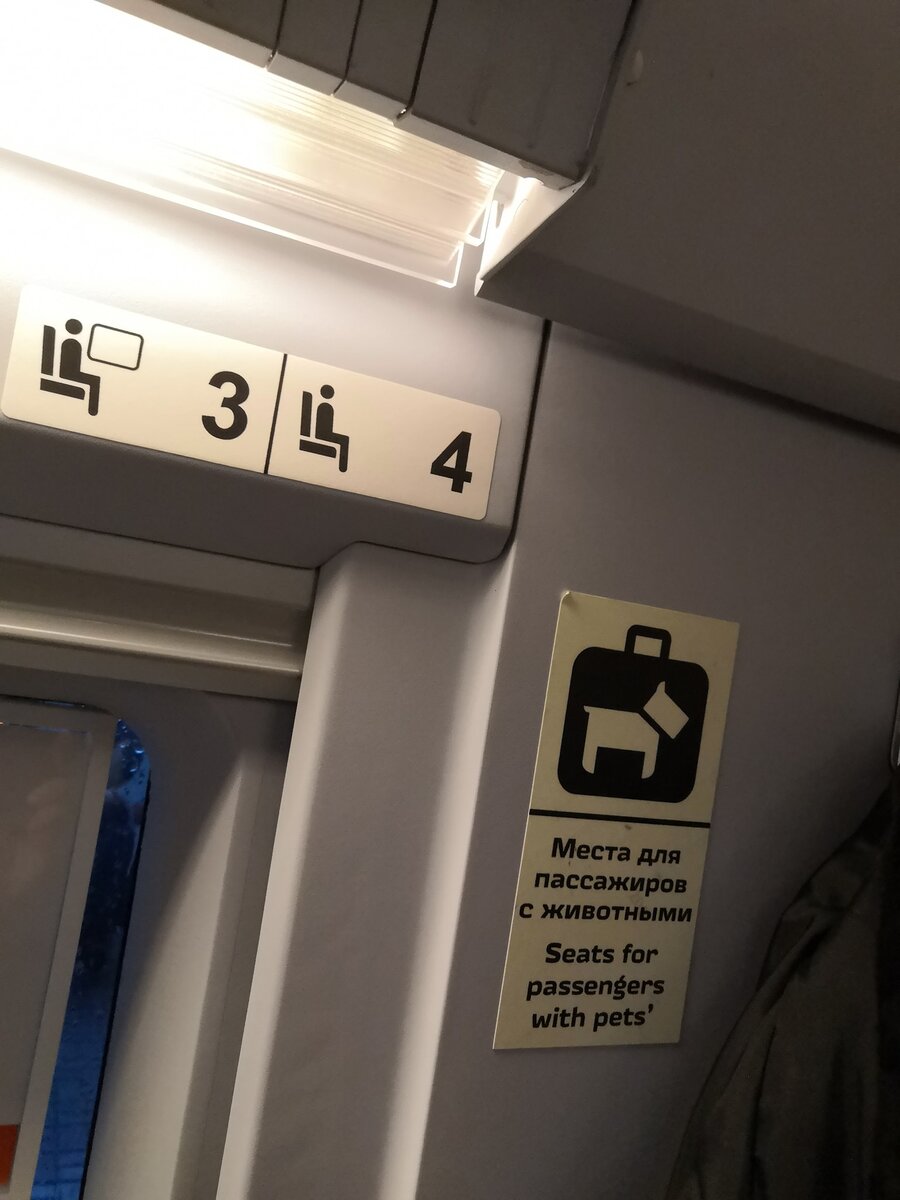 3
4
Места для
пассажиров
с животными
Seats for
passengers
with pets’